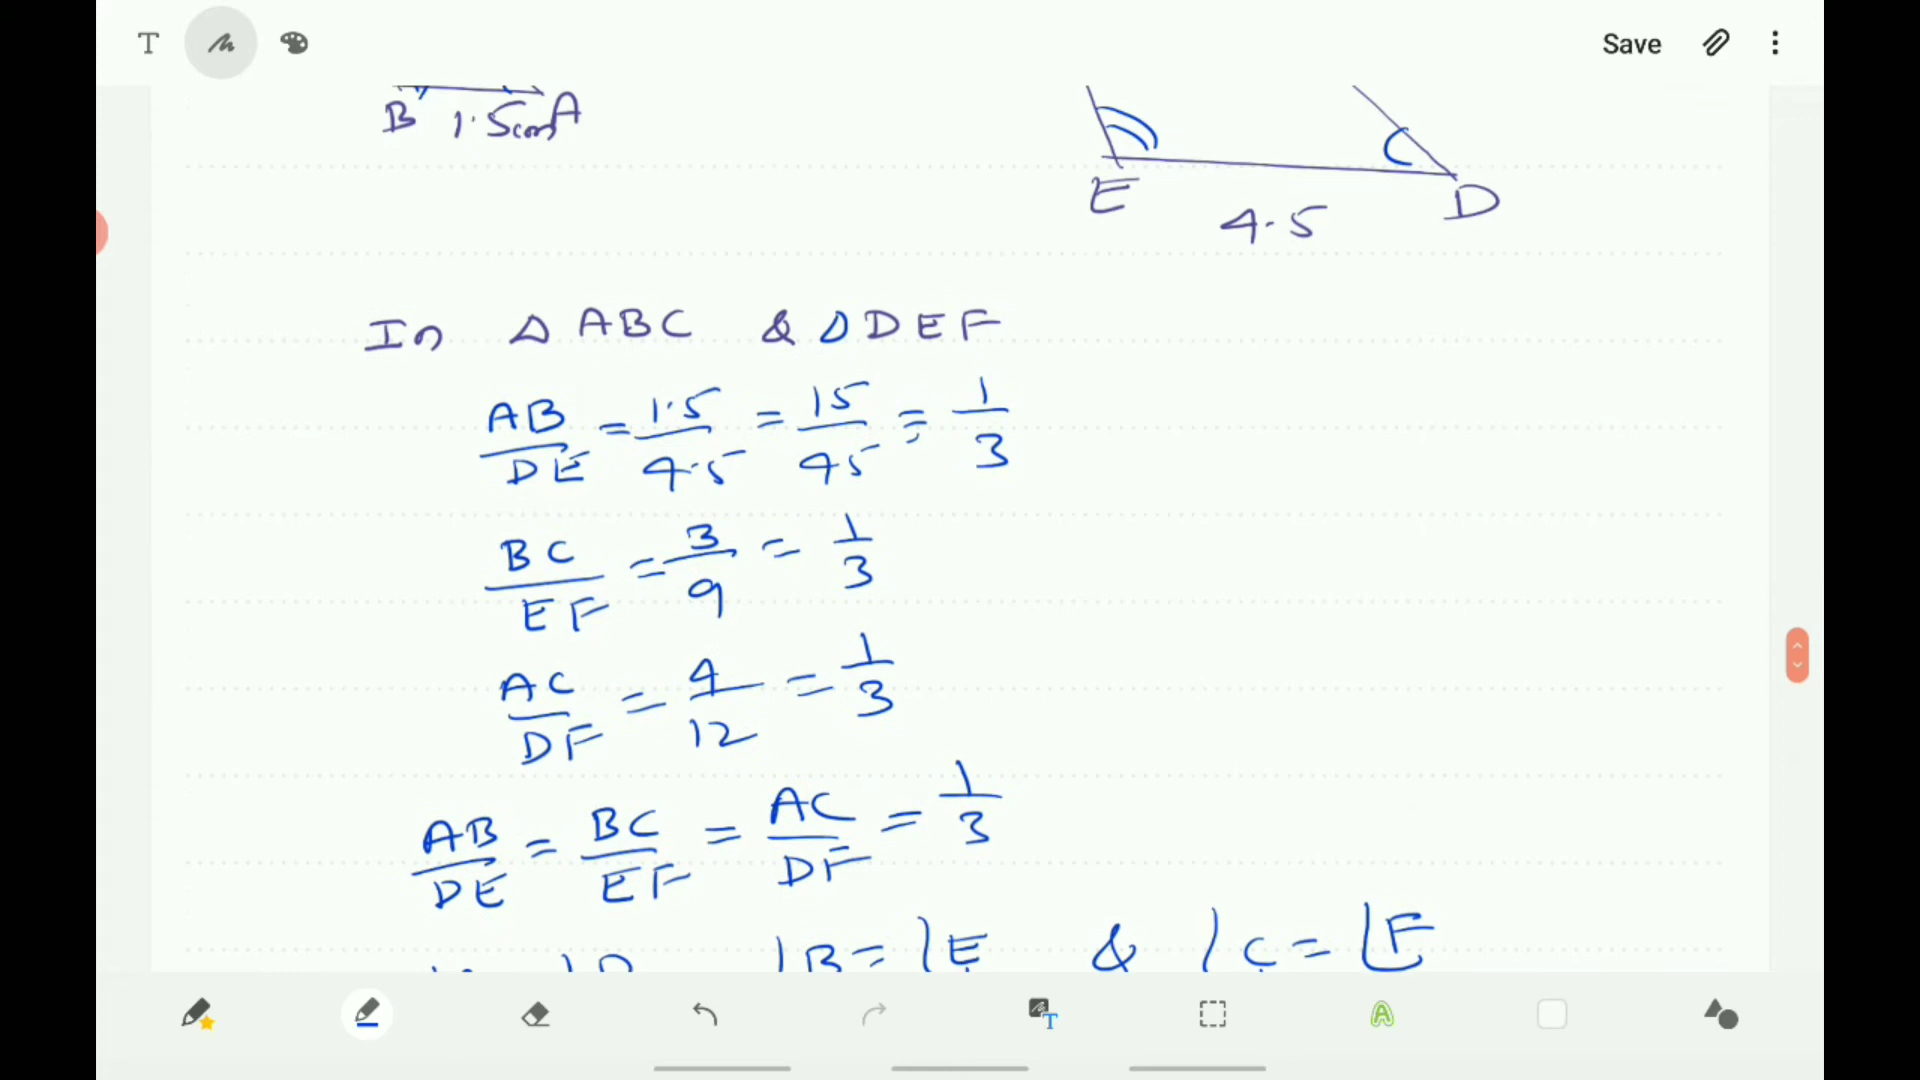 T
Save
B 1.5cm A
E
4.5
D
In △ ABC & △ DEF
AB/DE = 1.5/4.5 = 15/45 = 1/3
BC/EF = 3/9 = 1/3
AC/DF = 4/12 = 1/3
AB/DE = BC/EF = AC/DF = 1/3
∠B = ∠E & ∠C = ∠F